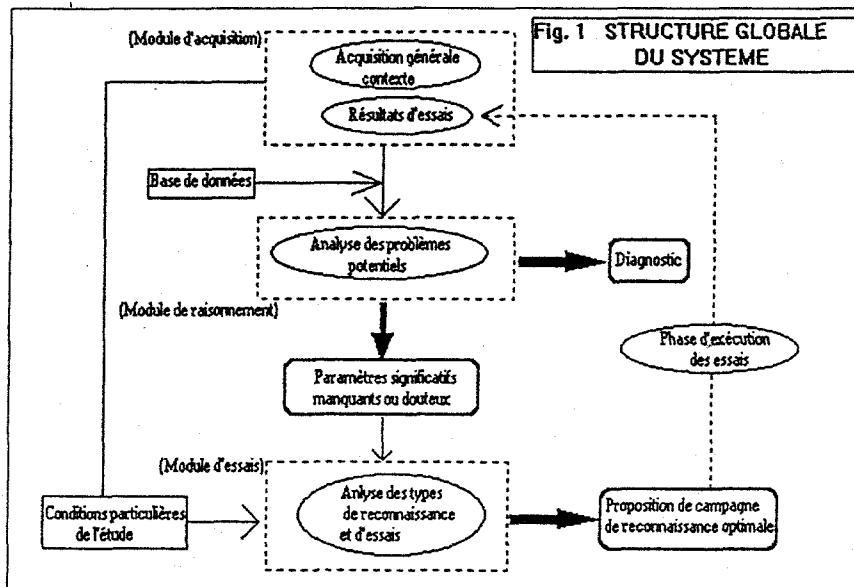 Fig. 1 STRUCTURE GLOBALE
DU SYSTEME
(Module d'acquisition)
Acquisition générale
contexte
Résultats d'essais
Base de données
Analyse des problèmes
potentiels
Diagnostic
(Module de raisonnement)
Phase d'exécution
des essais
Paramètres significatifs
manquants ou douteux
(Module d'essais)
Anlyse des types
de reconnaissance
et d'essais
Conditions particulières
de l'étude
Proposition de campagne
de reconnaissance optimale